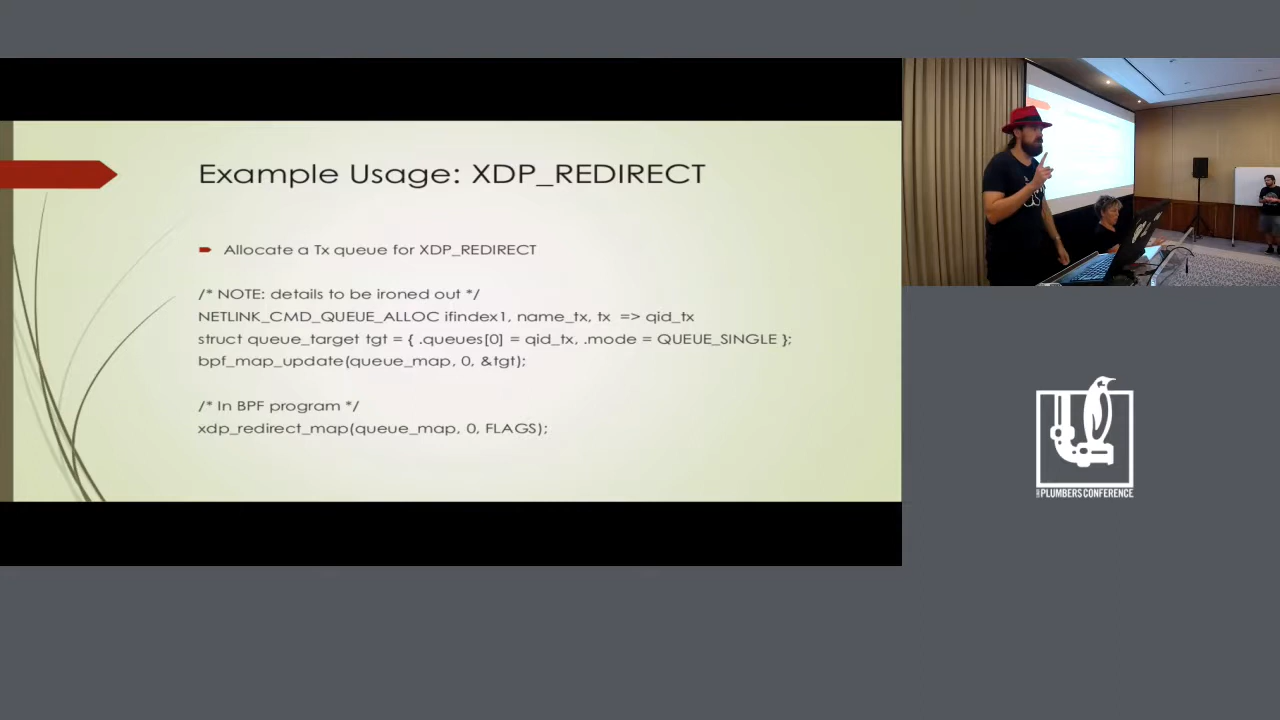 Example Usage: XDP_REDIRECT
Allocate a Tx queue for XDP_REDIRECT
/* NOTE: details to be ironed out */
NETLINK_CMD_QUEUE_ALLOC ifindex1, name_tx, tx => qid_tx
struct queue_target tgt = { .queues[0] = qid_tx, .mode = QUEUE_SINGLE };
bpf_map_update(queue_map, 0, &tgt);
/* In BPF program */
xdp_redirect_map(queue_map, 0, FLAGS);
PLUMBERS CONFERENCE